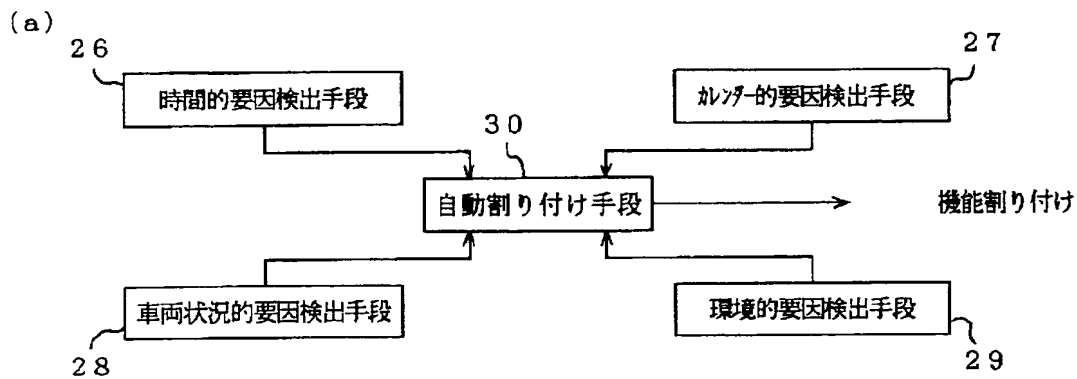 (a)
26
27
時間的要因検出手段
カレンダー的要因検出手段
30
自動割り付け手段
機能割り付け
車両状況的要因検出手段
環境的要因検出手段
28
29